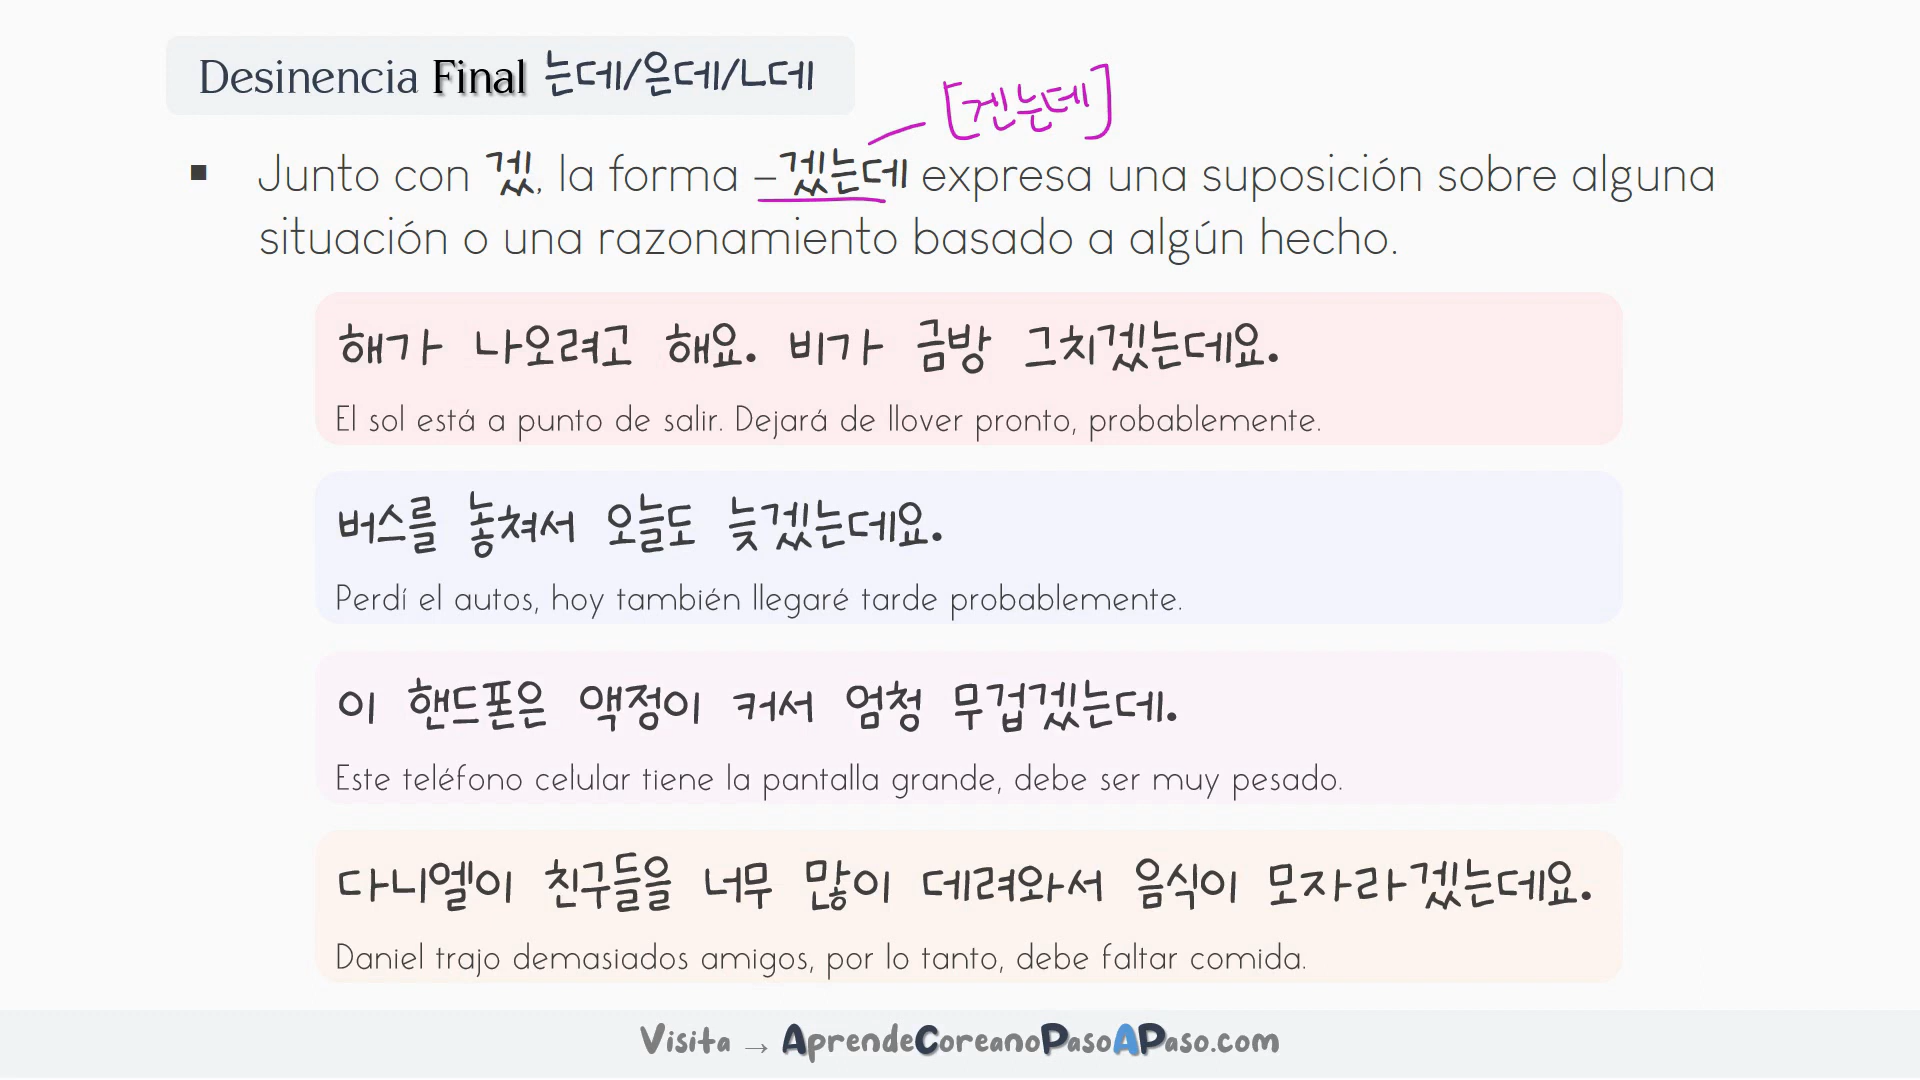 Desinencia Final 는데/은데/ㄴ데
[겐는데]
▪ Junto con 겠, la forma –겠는데 expresa una suposición sobre alguna
situación o una razonamiento basado a algún hecho.
해가 나오려고 해요. 비가 금방 그치겠는데요.
El sol está a punto de salir. Dejará de llover pronto, probablemente.
버스를 놓쳐서 오늘도 늦겠는데요.
Perdí el autos, hoy también llegaré tarde probablemente.
이 핸드폰은 액정이 커서 엄청 무겁겠는데.
Este teléfono celular tiene la pantalla grande, debe ser muy pesado.
다니엘이 친구들을 너무 많이 데려와서 음식이 모자라겠는데요.
Daniel trajo demasiados amigos, por lo tanto, debe faltar comida.
Visita → AprendeCoreanoPasoAPaso.com